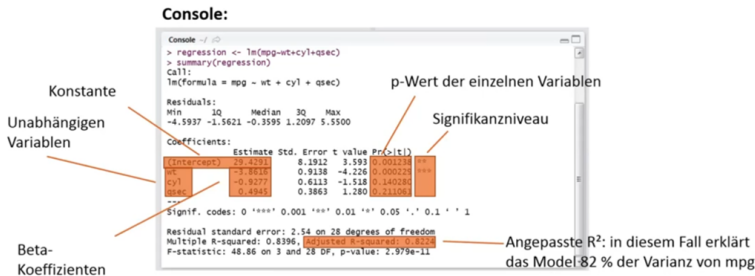 Console:
Console ~/
> regression <- lm(mpg~wt+cyl+qsec)
> summary(regression)
Call:
lm(formula = mpg ~ wt + cyl + qsec)
Residuals:
Min 1Q Median 3Q Max
-4.5937 -1.5621 -0.3595 1.2097 5.5500
Coefficients:
Estimate Std. Error t value Pr(>|t|)
(Intercept) 29.4291 8.1912 3.593 0.001238 **
wt -3.8616 0.9138 -4.226 0.000229 ***
cyl -0.9277 0.6113 -1.518 0.140280
qsec 0.4945 0.3863 1.280 0.211063
---
Signif. codes: 0 '***' 0.001 '**' 0.01 '*' 0.05 '.' 0.1 ' ' 1
Residual standard error: 2.54 on 28 degrees of freedom
Multiple R-squared: 0.8396, Adjusted R-squared: 0.8224
F-statistic: 48.86 on 3 and 28 DF, p-value: 2.979e-11
Konstante
Unabhängigen
Variablen
Beta-
Koeffizienten
p-Wert der einzelnen Variablen
Signifikanzniveau
Angepasste R²: in diesem Fall erklärt
das Model 82 % der Varianz von mpg